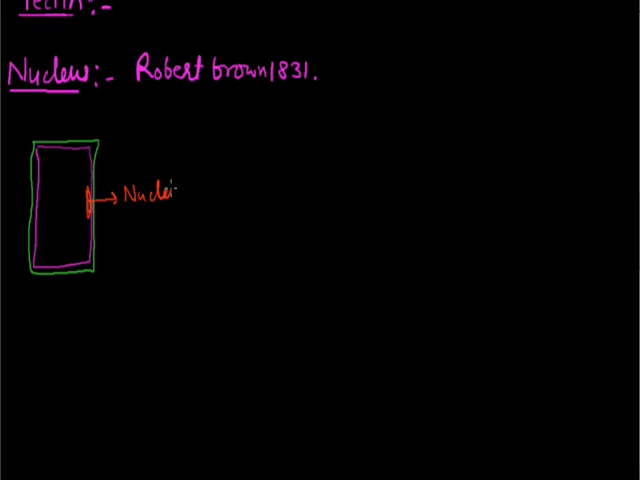 Nucleus:- Robert brown 1831.
→ Nuclei